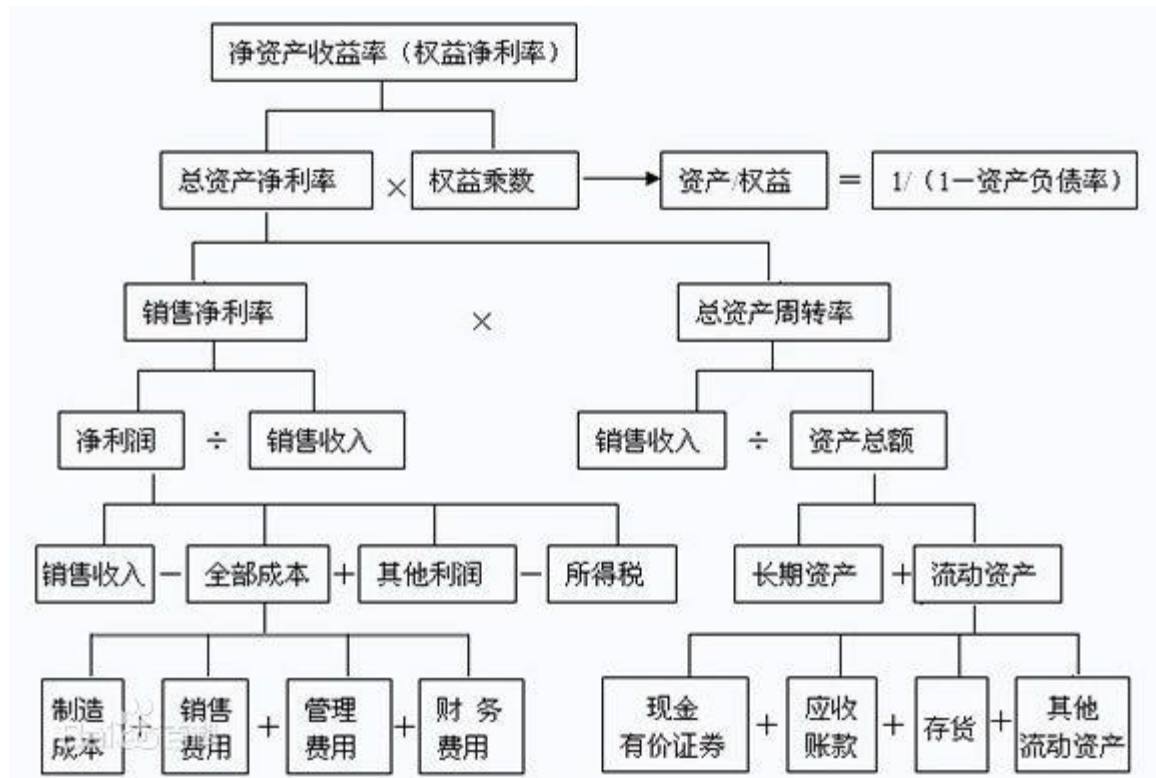 净资产收益率（权益净利率）
总资产净利率 × 权益乘数 资产/权益 = 1/（1—资产负债率）
销售净利率 × 总资产周转率
净利润 ÷ 销售收入 销售收入 ÷ 资产总额
销售收入 — 全部成本 + 其他利润 — 所得税 长期资产 + 流动资产
制造
成本
+
销售
费用
+
管理
费用
+
财 务
费用
现金
有价证券
+
应收
账款
+
存货
+
其他
流动资产